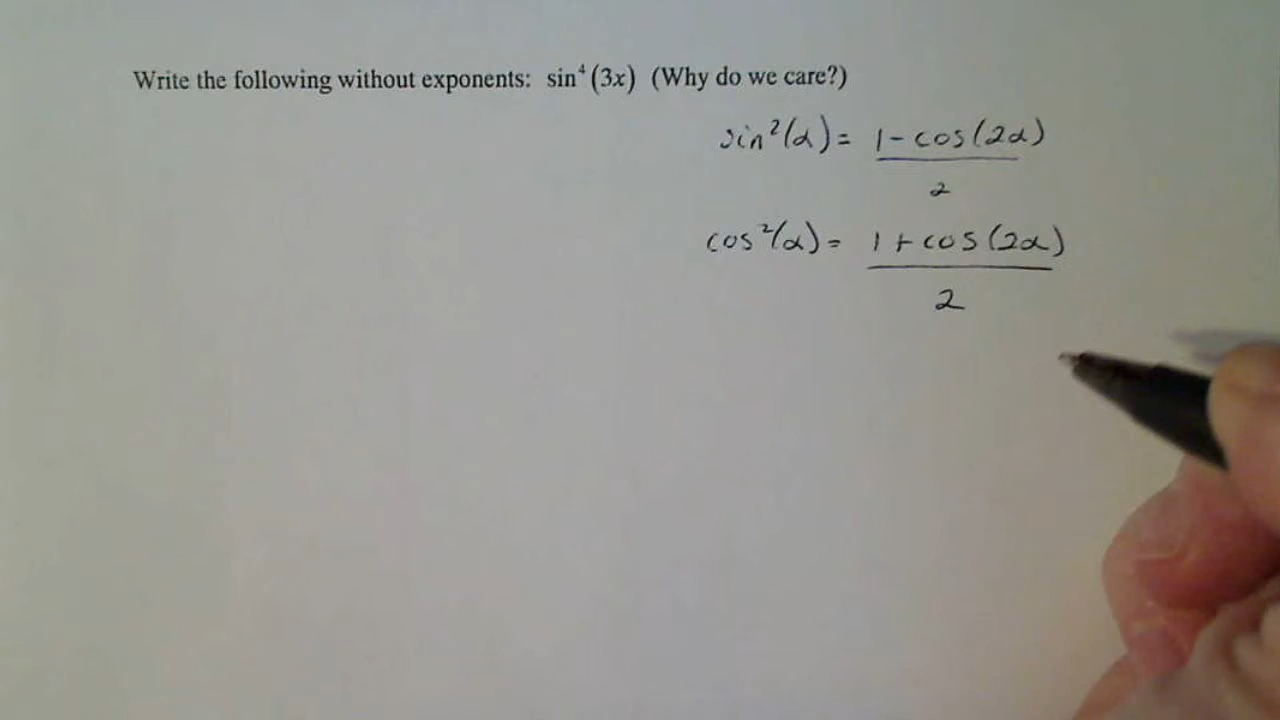 Write the following without exponents: sin⁴(3x) (Why do we care?)
sin²(α) = 1 - cos(2α)
2
cos²(α) = 1 + cos(2α)
2